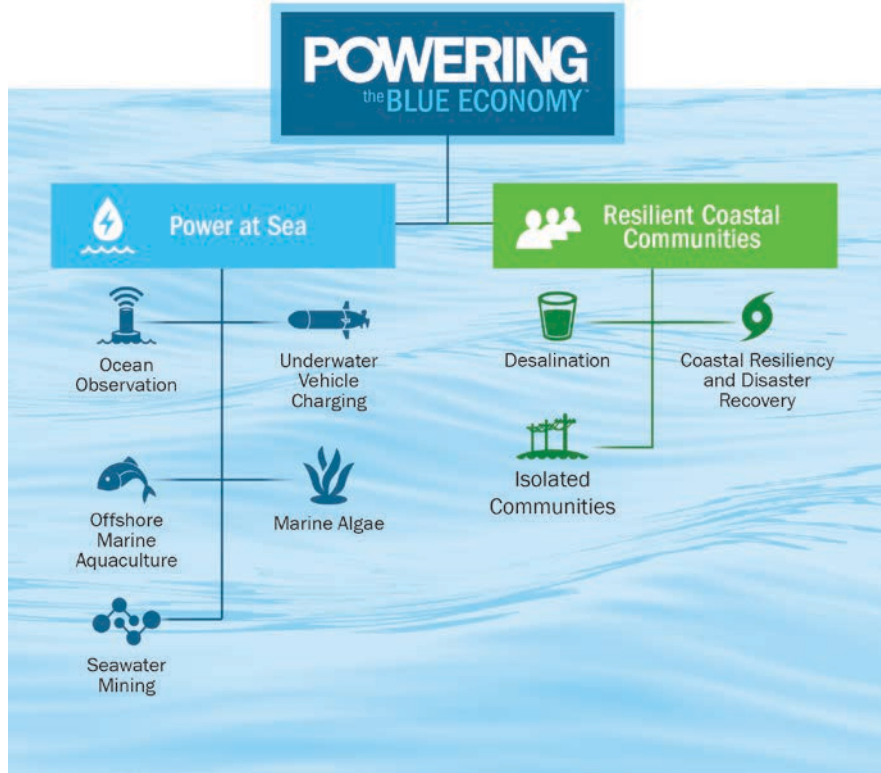 POWERING
the BLUE ECONOMY™
Power at Sea
Resilient Coastal
Communities
Ocean
Observation
Underwater
Vehicle
Charging
Desalination
Coastal Resiliency
and Disaster
Recovery
Offshore
Marine
Aquaculture
Marine Algae
Isolated
Communities
Seawater
Mining